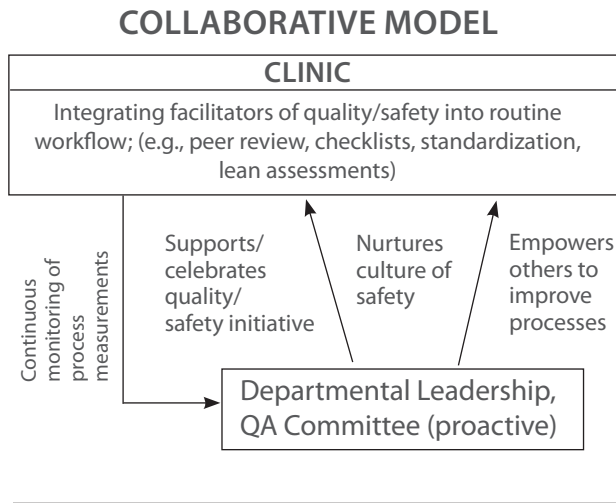 COLLABORATIVE MODEL
CLINIC
Integrating facilitators of quality/safety into routine
workflow; (e.g., peer review, checklists, standardization,
lean assessments)
Continuous
monitoring of
process
measurements
Supports/
celebrates
quality/
safety initiative
Nurtures
culture of
safety
Empowers
others to
improve
processes
Departmental Leadership,
QA Committee (proactive)